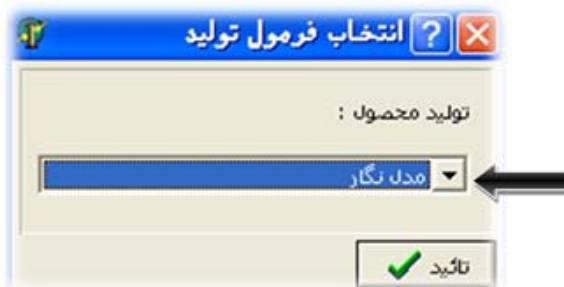 انتخاب فرمول تولید
تولید محصول :
مدل نگار
تائید